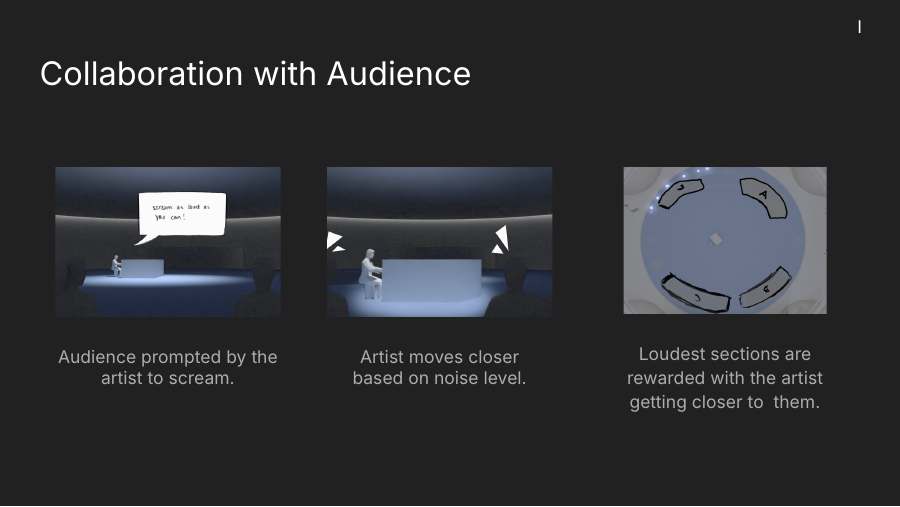 I
Collaboration with Audience
scream as loud as
you can!
Audience prompted by the
artist to scream.
Artist moves closer
based on noise level.
A
C
Loudest sections are
rewarded with the artist
getting closer to  them.